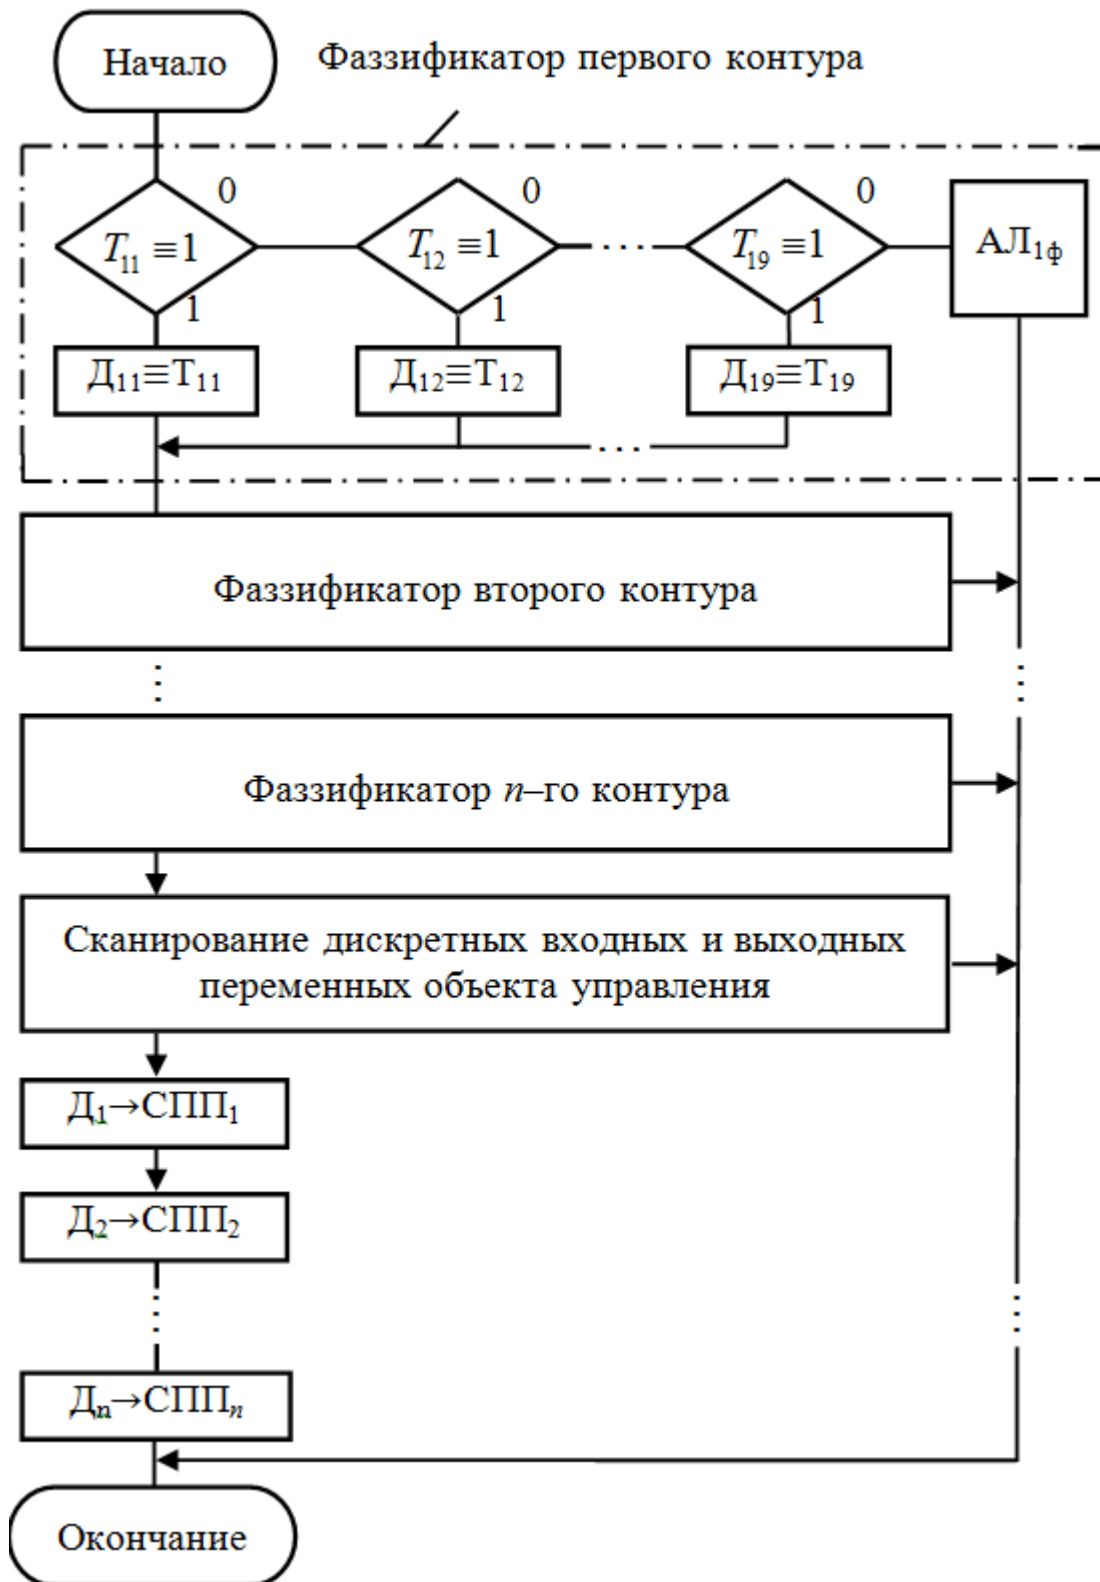 Начало
Фаззификатор первого контура
0
0
0
T₁₁ ≡ 1
T₁₂ ≡ 1
...
T₁₉ ≡ 1
АЛ₁ф
1
1
1
Д₁₁≡Т₁₁
Д₁₂≡Т₁₂
Д₁₉≡Т₁₉
...
Фаззификатор второго контура
...
...
Фаззификатор n–го контура
Сканирование дискретных входных и выходных
переменных объекта управления
Д₁→СПП₁
Д₂→СПП₂
...
...
Дₙ→СППₙ
Окончание